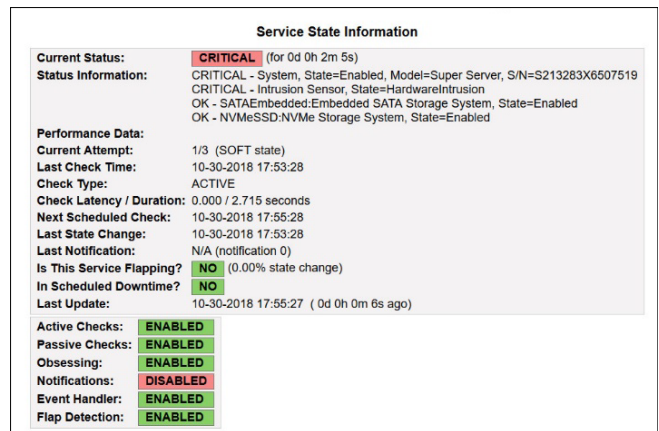 Service State Information
Current Status: CRITICAL (for 0d 0h 2m 5s)
Status Information: CRITICAL - System, State=Enabled, Model=Super Server, S/N=S213283X6507519
CRITICAL - Intrusion Sensor, State=HardwareIntrusion
OK - SATAEmbedded:Embedded SATA Storage System, State=Enabled
OK - NVMeSSD:NVMe Storage System, State=Enabled
Performance Data:
Current Attempt: 1/3 (SOFT state)
Last Check Time: 10-30-2018 17:53:28
Check Type: ACTIVE
Check Latency / Duration: 0.000 / 2.715 seconds
Next Scheduled Check: 10-30-2018 17:55:28
Last State Change: 10-30-2018 17:53:28
Last Notification: N/A (notification 0)
Is This Service Flapping? NO (0.00% state change)
In Scheduled Downtime? NO
Last Update: 10-30-2018 17:55:27 ( 0d 0h 0m 6s ago)
Active Checks: ENABLED
Passive Checks: ENABLED
Obsessing: ENABLED
Notifications: DISABLED
Event Handler: ENABLED
Flap Detection: ENABLED